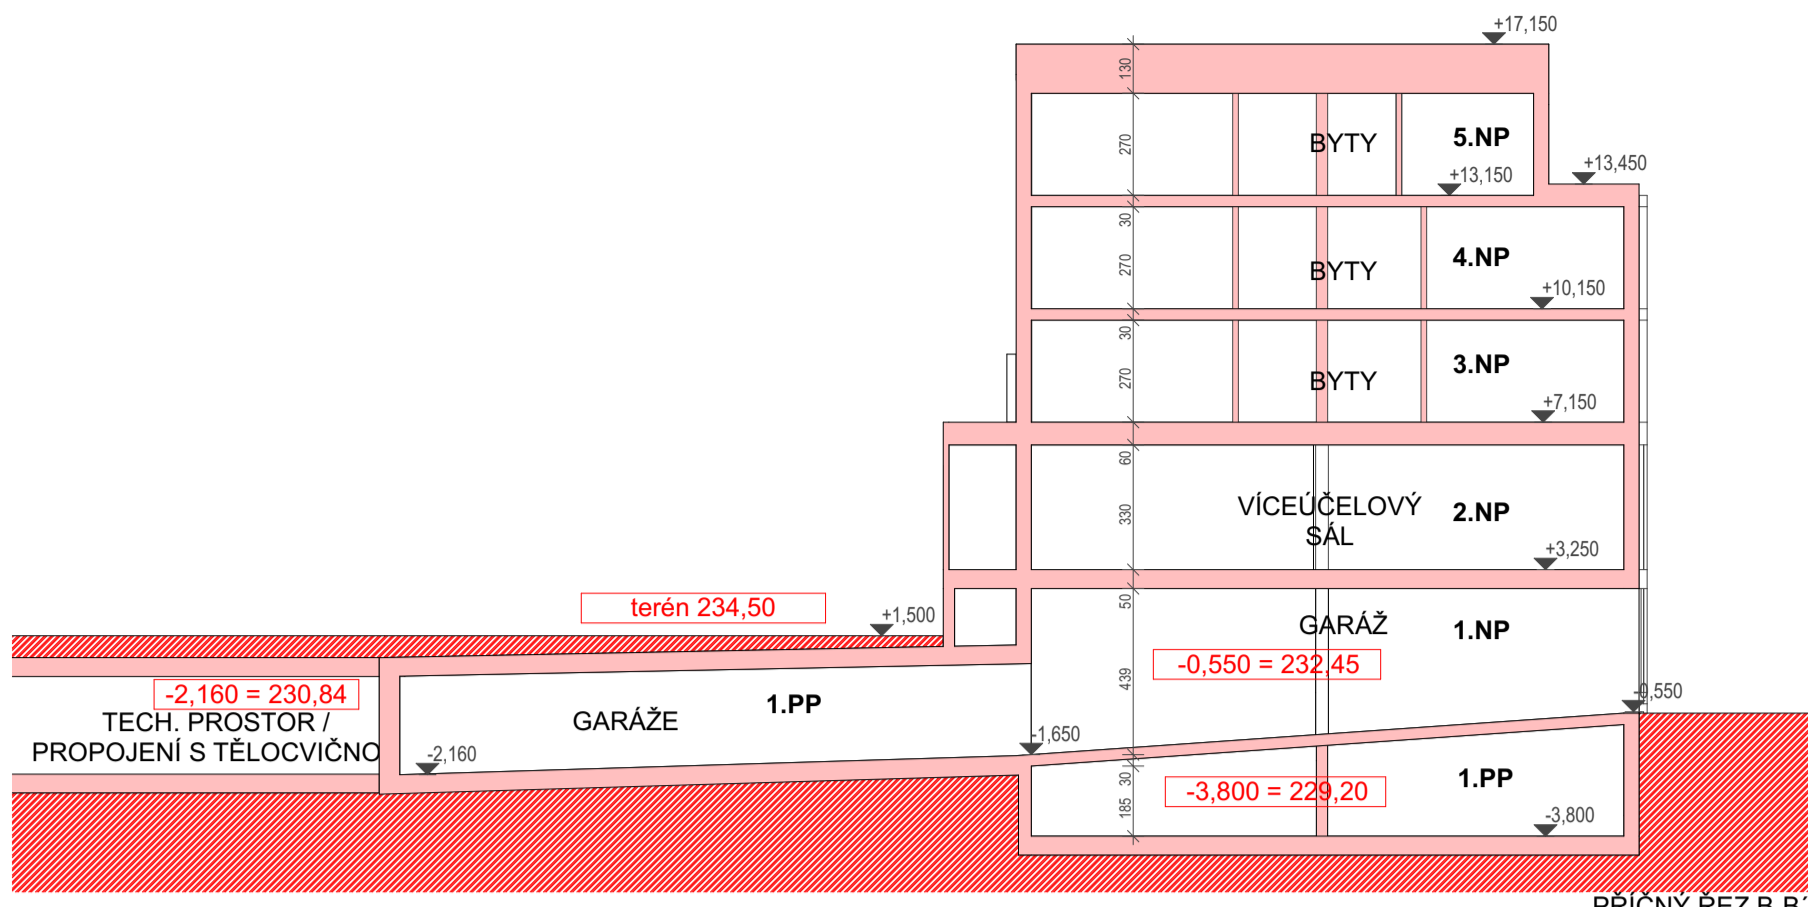 +17,150
130
270
BYTY
5.NP
+13,150
+13,450
30
270
BYTY
4.NP
+10,150
30
270
BYTY
3.NP
+7,150
60
330
VÍCEÚČELOVÝ
SÁL
2.NP
+3,250
terén 234,50
+1,500
50
GARÁŽ
1.NP
439
-0,550 = 232,45
-0,550
-2,160 = 230,84
TECH. PROSTOR /
PROPOJENÍ S TĚLOCVIČNO
-2,160
GARÁŽE
1.PP
-1,650
30
185
-3,800 = 229,20
1.PP
-3,800
PŘÍČNÝ ŘEZ B-B´